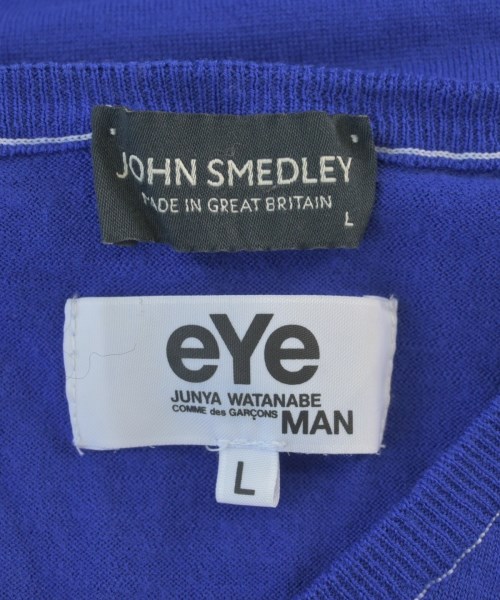 JOHN SMEDLEY
MADE IN GREAT BRITAIN
L
eYe
JUNYA WATANABE
COMME des GARÇONS MAN
L